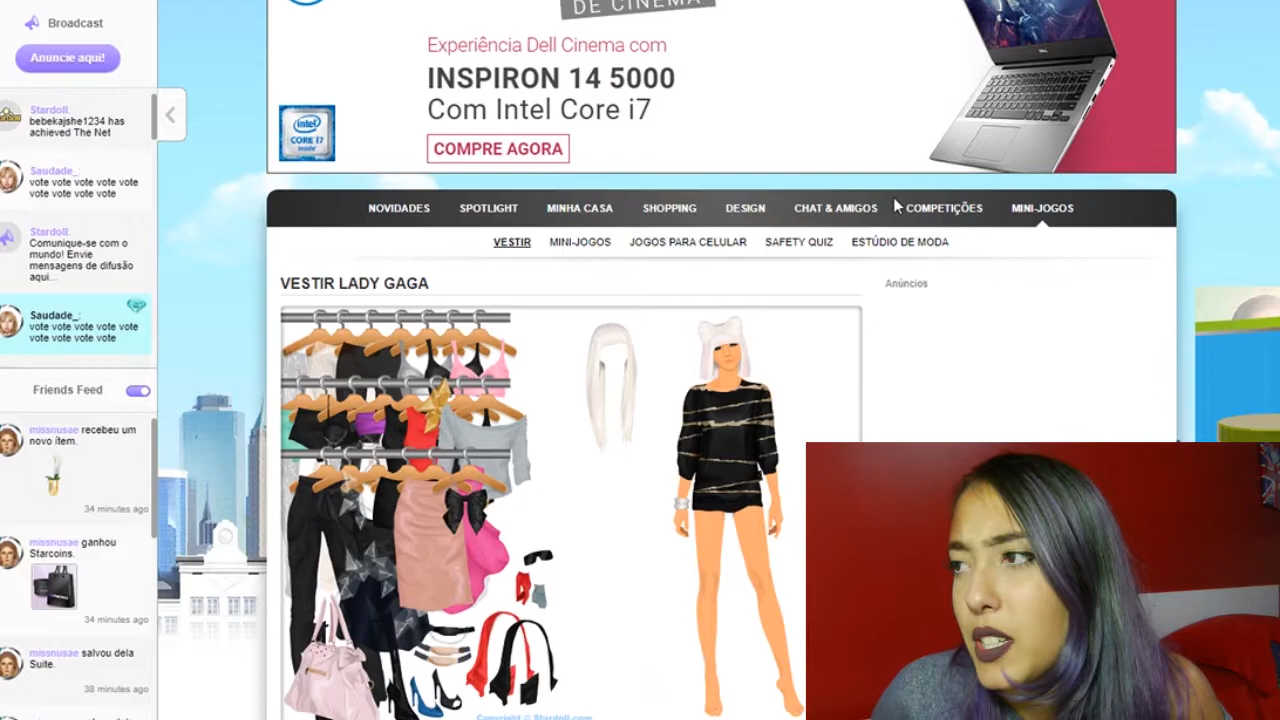 Broadcast
Anuncie aqui!
Stardoll:
bebekajshe1234 has
achieved The Net
Saudade_:
vote vote vote vote vote
vote vote vote vote
Stardoll:
Comunique-se com o
mundo! Envie
mensagens de difusão
aqui...
Saudade_:
vote vote vote vote vote
vote vote vote vote
Friends Feed
missnusae recebeu um
novo ítem.
34 minutes ago
missnusae ganhou
Starcoins.
34 minutes ago
missnusae salvou dela
Suite.
38 minutes ago
DE CINEMA
Experiência Dell Cinema com
INSPIRON 14 5000
Com Intel Core i7
COMPRE AGORA
intel
CORE i7
inside
DELL
NOVIDADES SPOTLIGHT MINHA CASA SHOPPING DESIGN CHAT & AMIGOS COMPETIÇÕES MINI-JOGOS
VESTIR MINI-JOGOS JOGOS PARA CELULAR SAFETY QUIZ ESTÚDIO DE MODA
VESTIR LADY GAGA
Anúncios
Copyright © Stardoll.com